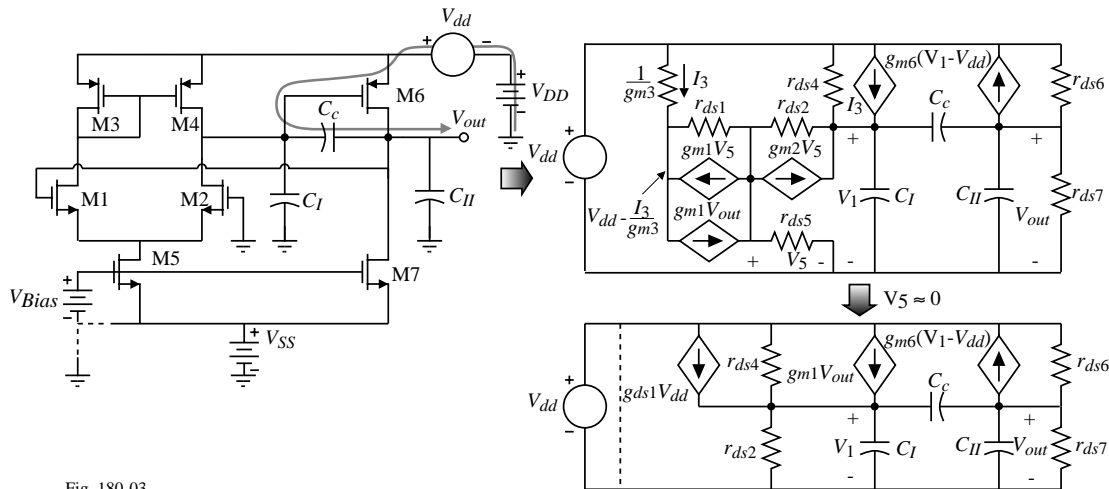 Vdd
+
-
M3
M4
M6
+
-
VDD
Cc
Vout
M1
M2
CI
CII
M5
M7
+
-
VBias
+
-
VSS
Fig. 180-03
+
-
Vdd
1
gm3
I3
rds4
I3
gm6(V1-Vdd)
rds6
rds1
rds2
Cc
gm1V5
gm2V5
+
+
Vdd- I3
gm3
gm1Vout
V1
CI
CII
Vout
rds7
rds5
+
V5
-
-
-
V5 ≈ 0
+
-
Vdd
gds1Vdd
rds4
gm1Vout
gm6(V1-Vdd)
Cc
rds6
rds2
+
V1
-
CI
CII
+
Vout
-
rds7